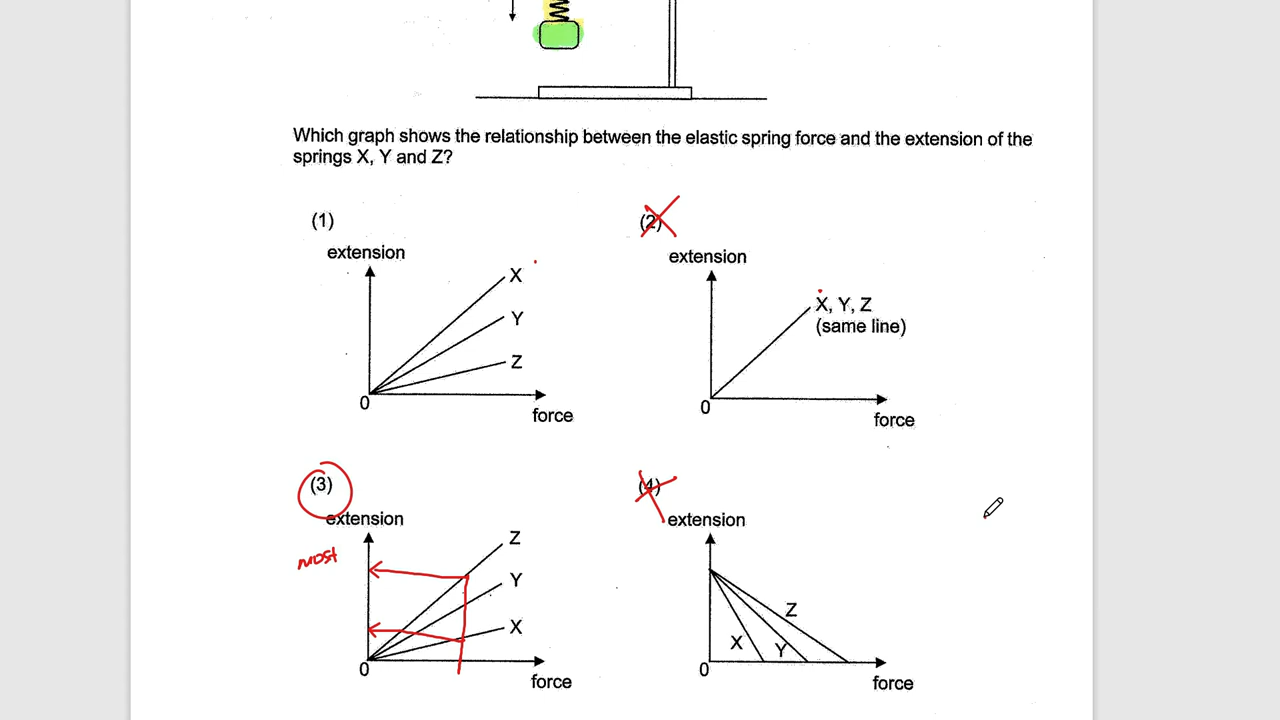 Which graph shows the relationship between the elastic spring force and the extension of the
springs X, Y and Z?
(1)
extension
X
Y
Z
0
force
(2)
extension
X, Y, Z
(same line)
0
force
(3)
extension
most
Z
Y
X
0
force
(4)
extension
Z
X
Y
0
force